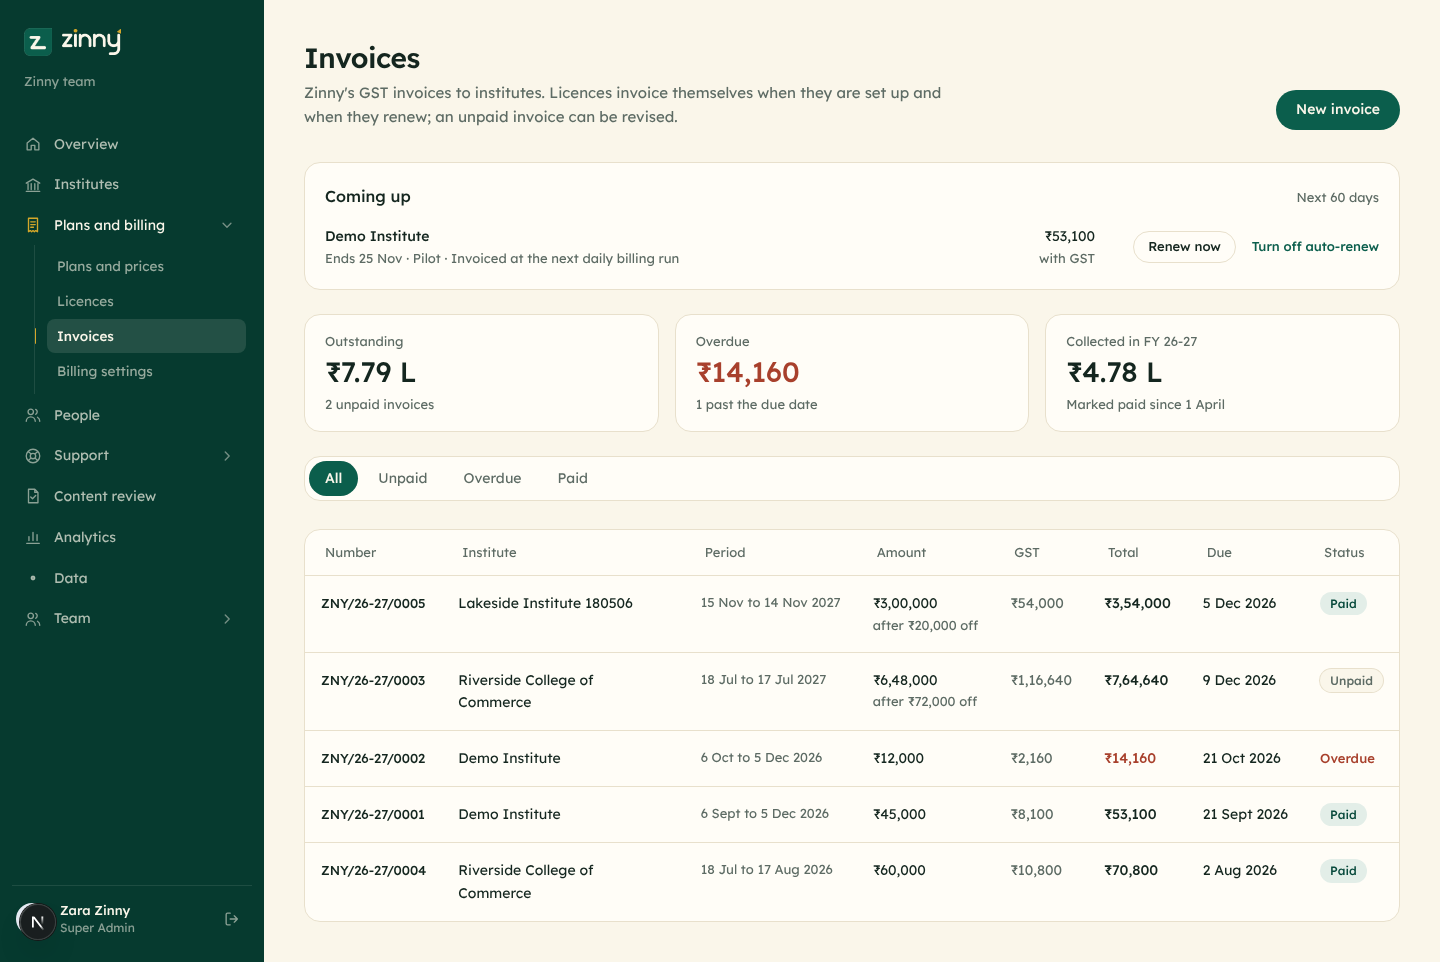 zinny
Zinny team
Overview
Institutes
Plans and billing
Plans and prices
Licences
Invoices
Billing settings
People
Support
Content review
Analytics
Data
Team
N
Zara Zinny
Super Admin
Invoices
Zinny's GST invoices to institutes. Licences invoice themselves when they are set up and
when they renew; an unpaid invoice can be revised.
New invoice
Coming up
Next 60 days
Demo Institute
Ends 25 Nov · Pilot · Invoiced at the next daily billing run
₹53,100
with GST
Renew now
Turn off auto-renew
Outstanding
₹7.79 L
2 unpaid invoices
Overdue
₹14,160
1 past the due date
Collected in FY 26-27
₹4.78 L
Marked paid since 1 April
All Unpaid Overdue Paid
Number Institute Period Amount GST Total Due Status
ZNY/26-27/0005 Lakeside Institute 180506 15 Nov to 14 Nov 2027 ₹3,00,000 ₹54,000 ₹3,54,000 5 Dec 2026 Paid
after ₹20,000 off
ZNY/26-27/0003 Riverside College of 18 Jul to 17 Jul 2027 ₹6,48,000 ₹1,16,640 ₹7,64,640 9 Dec 2026 Unpaid
Commerce after ₹72,000 off
ZNY/26-27/0002 Demo Institute 6 Oct to 5 Dec 2026 ₹12,000 ₹2,160 ₹14,160 21 Oct 2026 Overdue
ZNY/26-27/0001 Demo Institute 6 Sept to 5 Dec 2026 ₹45,000 ₹8,100 ₹53,100 21 Sept 2026 Paid
ZNY/26-27/0004 Riverside College of 18 Jul to 17 Aug 2026 ₹60,000 ₹10,800 ₹70,800 2 Aug 2026 Paid
Commerce